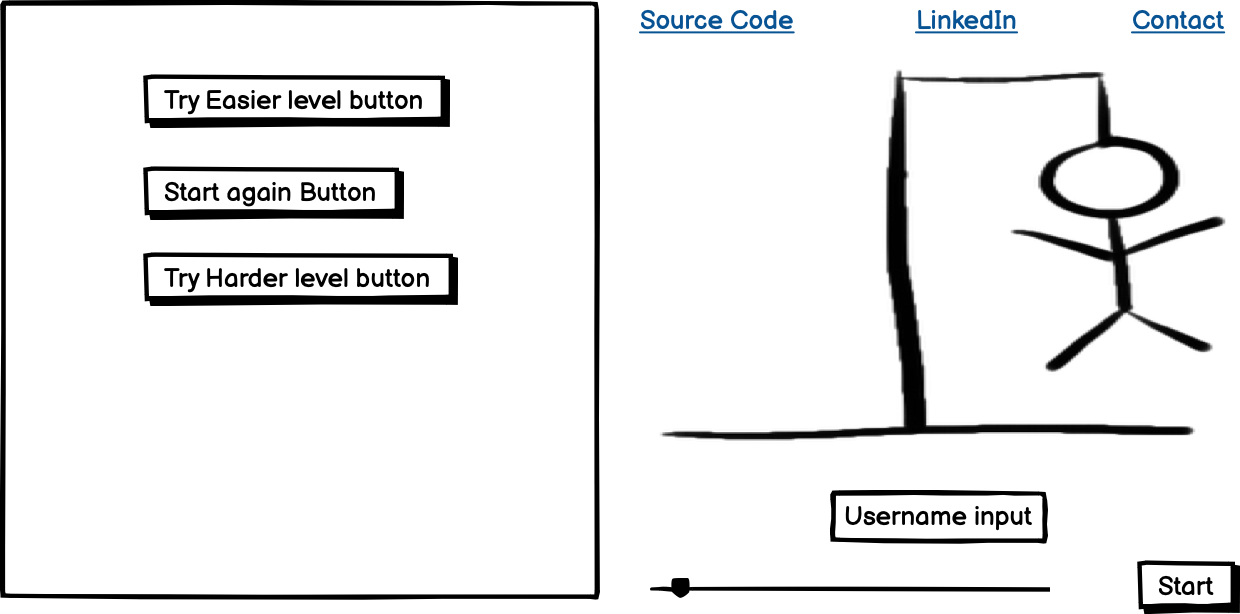 Try Easier level button
Start again Button
Try Harder level button
Source Code
LinkedIn
Contact
Username input
Start